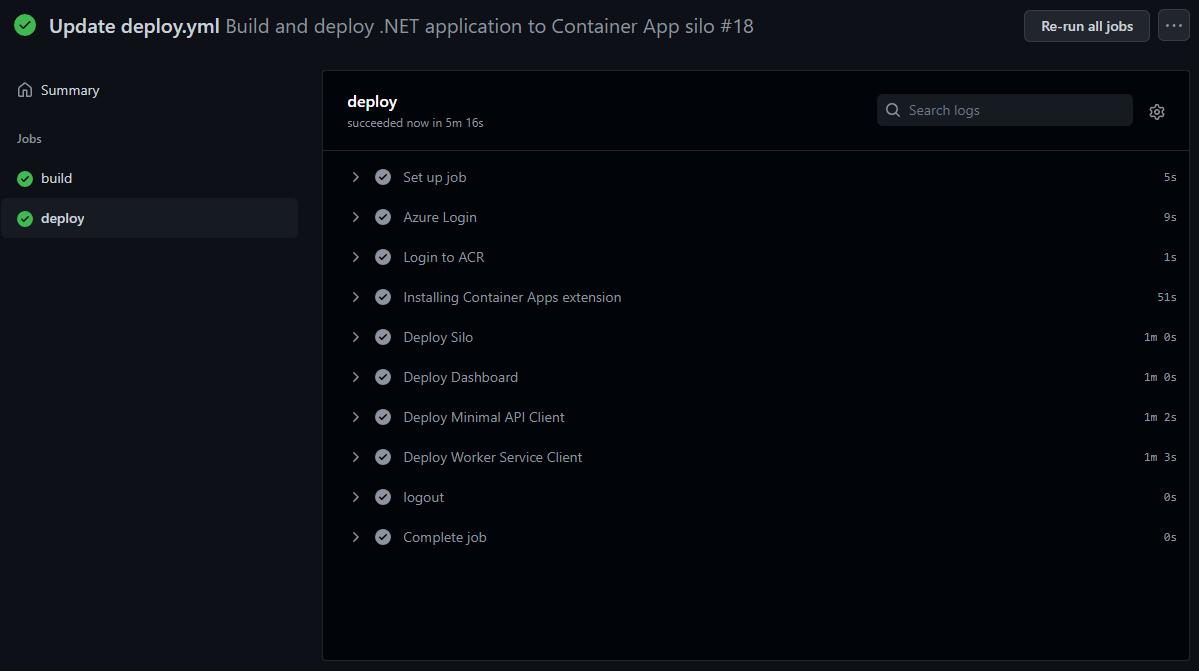 Update deploy.yml Build and deploy .NET application to Container App silo #18
Re-run all jobs
Summary
Jobs
build
deploy
deploy
succeeded now in 5m 16s
Search logs
Set up job 5s
Azure Login 9s
Login to ACR 1s
Installing Container Apps extension 51s
Deploy Silo 1m 0s
Deploy Dashboard 1m 0s
Deploy Minimal API Client 1m 2s
Deploy Worker Service Client 1m 3s
logout 0s
Complete job 0s